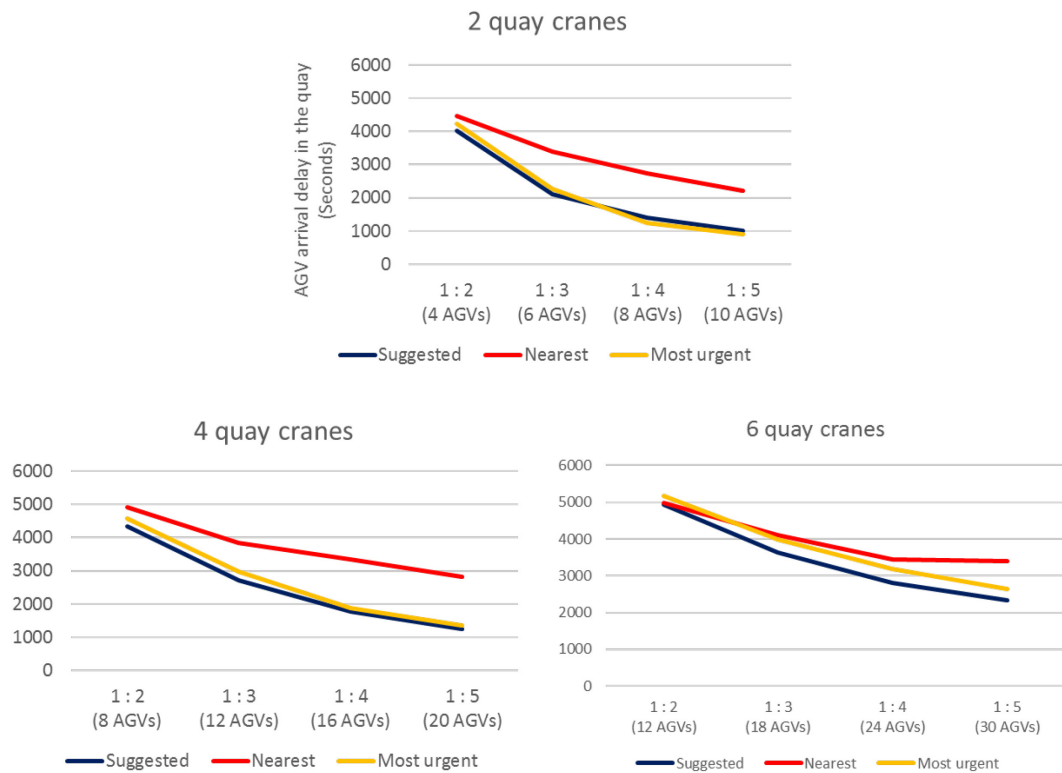 2 quay cranes
AGV arrival delay in the quay
(Seconds)
6000
5000
4000
3000
2000
1000
0
1 : 2 1 : 3 1 : 4 1 : 5
(4 AGVs) (6 AGVs) (8 AGVs) (10 AGVs)
Suggested Nearest Most urgent
4 quay cranes
6000
5000
4000
3000
2000
1000
0
1 : 2 1 : 3 1 : 4 1 : 5
(8 AGVs) (12 AGVs) (16 AGVs) (20 AGVs)
Suggested Nearest Most urgent
6 quay cranes
6000
5000
4000
3000
2000
1000
0
1 : 2 1 : 3 1 : 4 1 : 5
(12 AGVs) (18 AGVs) (24 AGVs) (30 AGVs)
Suggested Nearest Most urgent